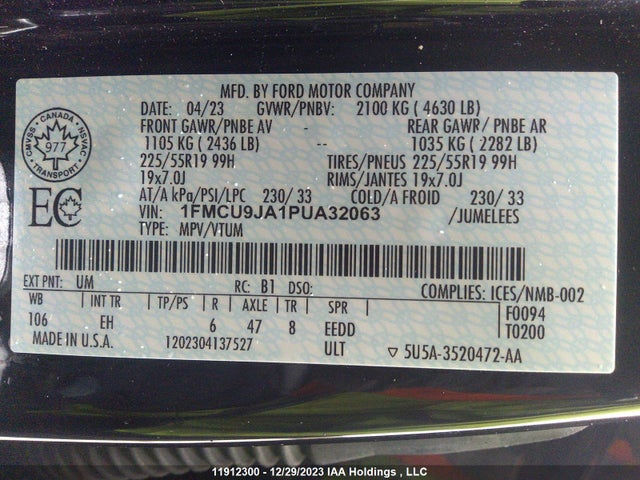 MFD. BY FORD MOTOR COMPANY
DATE: 04/23 GVWR/PNBV: 2100 KG ( 4630 LB)
FRONT GAWR/PNBE AV - REAR GAWR/ PNBE AR
1105 KG ( 2436 LB) -- 1035 KG ( 2282 LB)
225/55R19 99H TIRES/PNEUS 225/55R19 99H
19x7.0J RIMS/JANTES 19x7.0J
AT/A kPa/PSI/LPC 230/ 33 COLD/A FROID 230/ 33
VIN: 1FMCU9JA1PUA32063 /JUMELEES
TYPE: MPV/VTUM
CANADA
CMVSS NSVAC
977
EC
EXT PNT: UM RC: B1 DSO: COMPLIES: ICES/NMB-002
WB INT TR TP/PS R AXLE TR SPR F0094
106 EH 6 47 8 EEDD T0200
MADE IN U.S.A. 1202304137527 ULT ▽ 5U5A-3520472-AA
11912300 - 12/29/2023 IAA Holdings , LLC